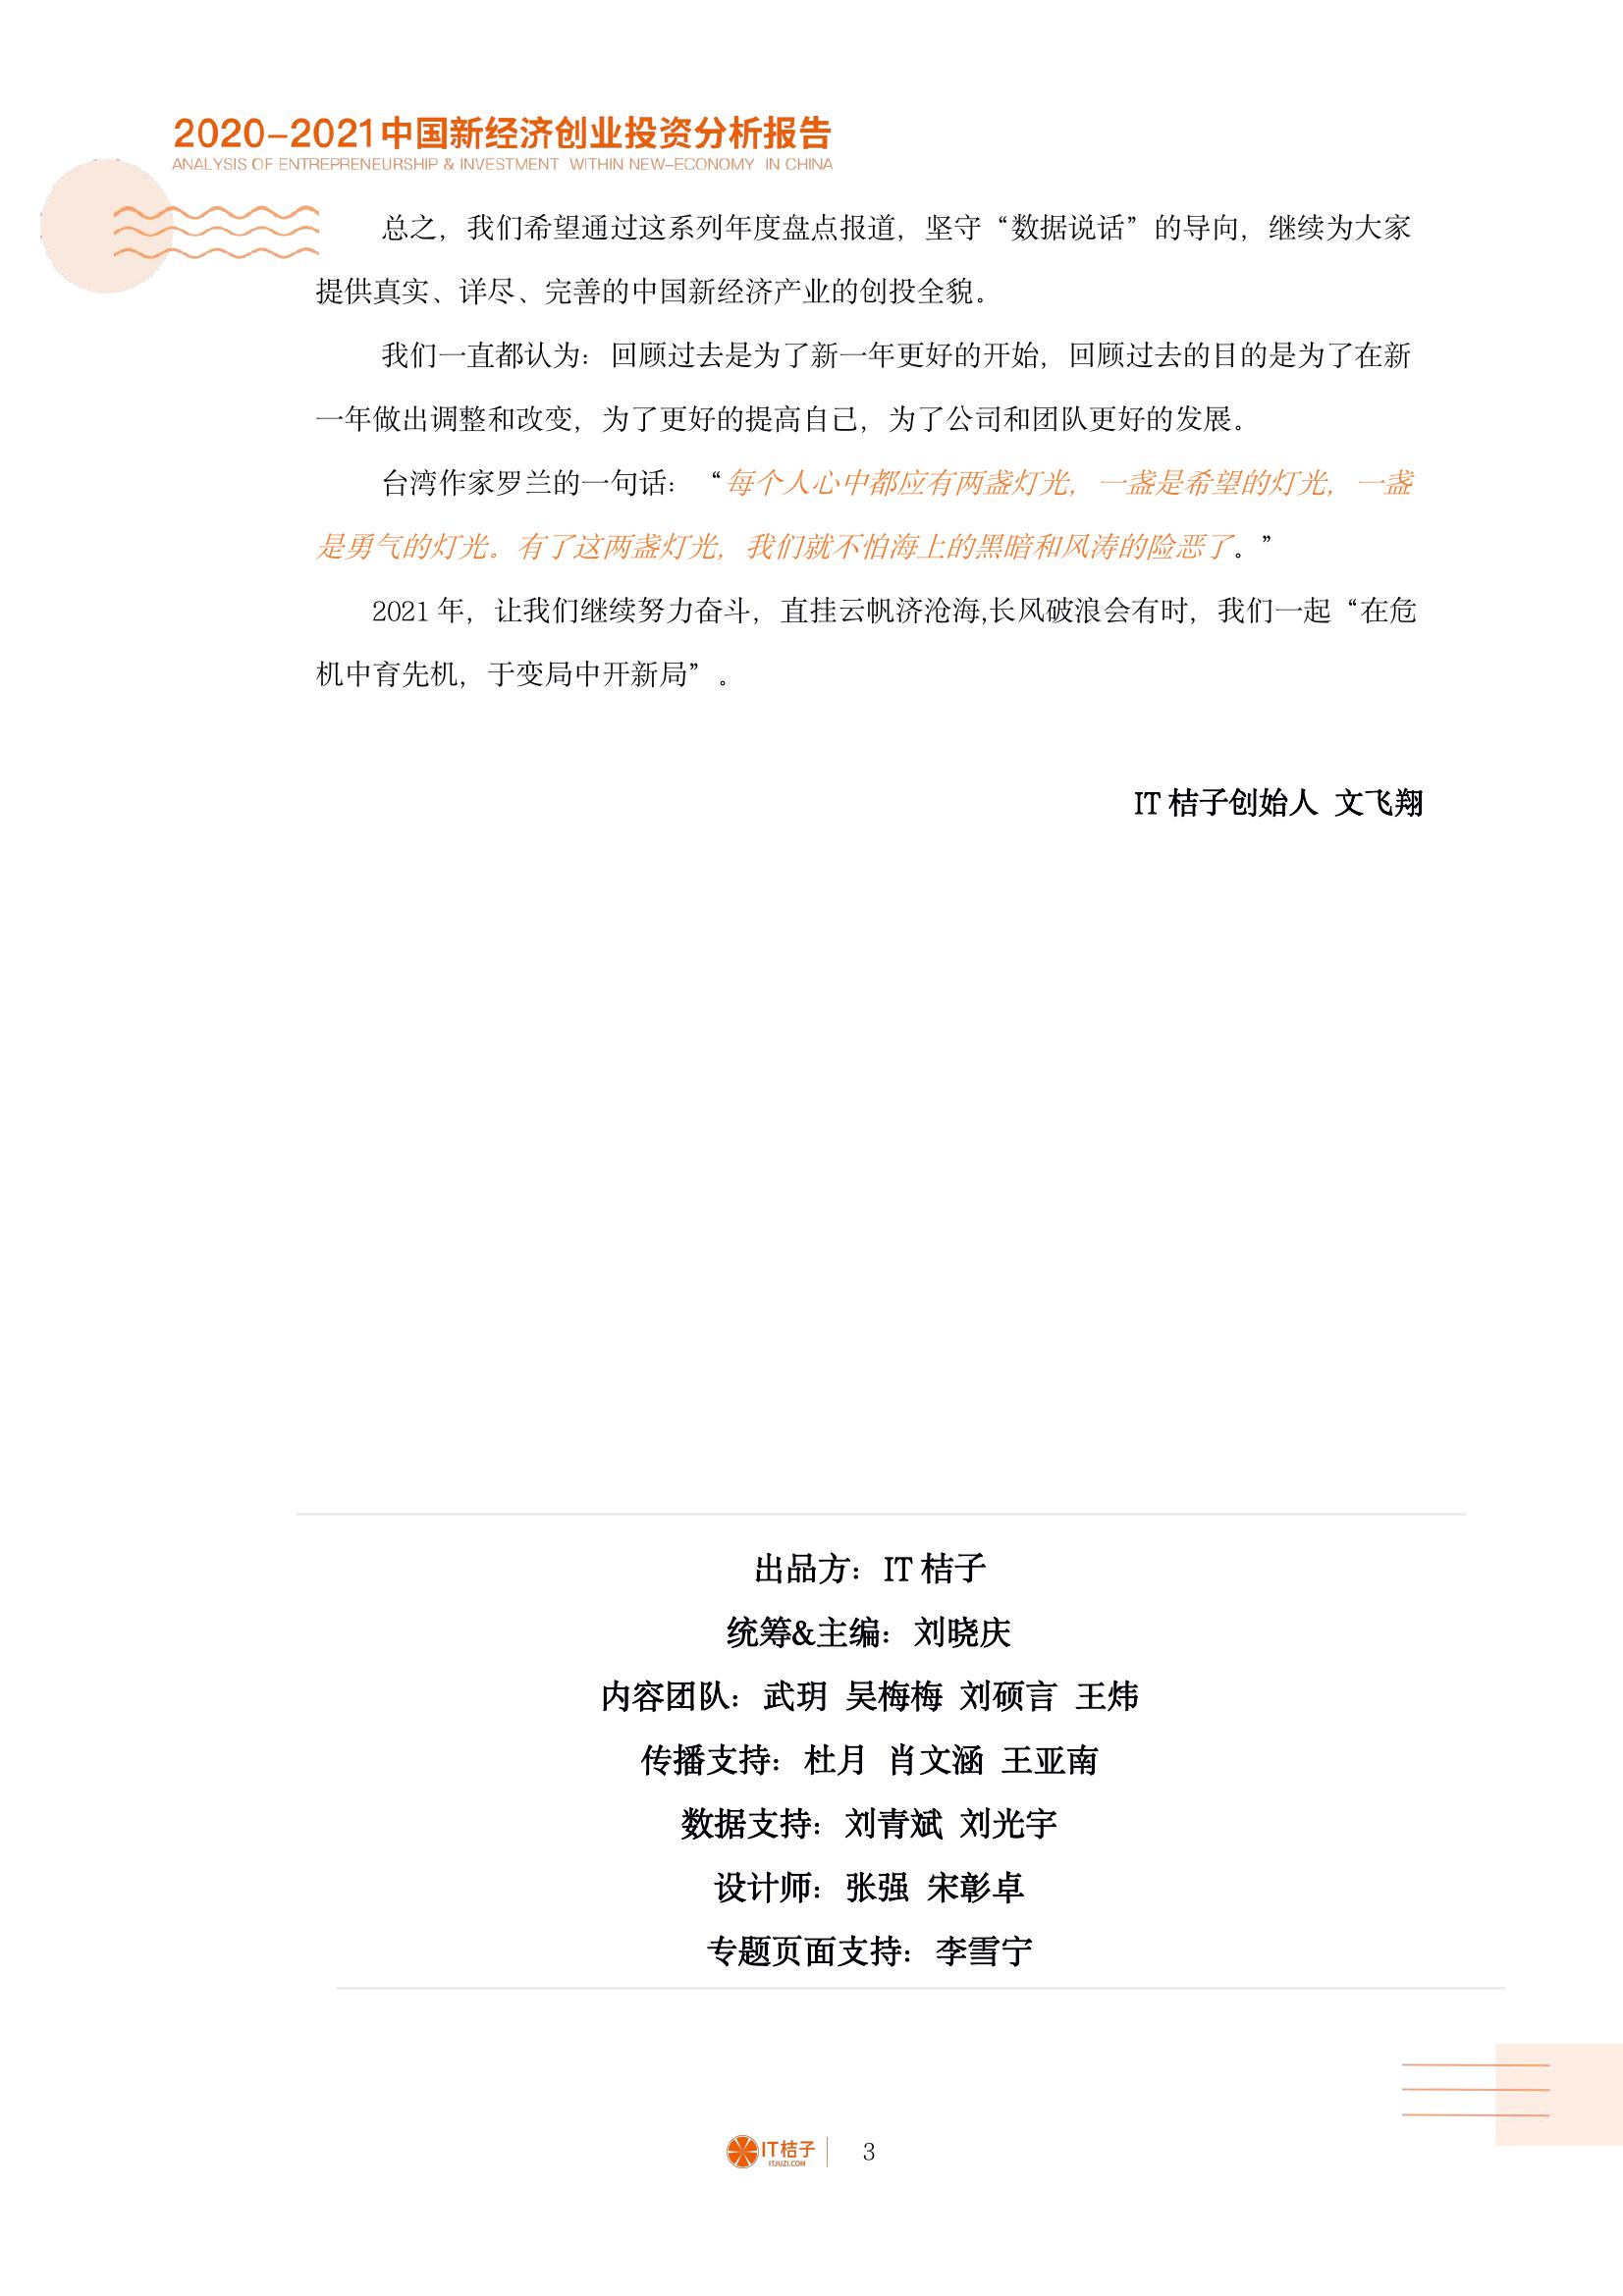 2020-2021中国新经济创业投资分析报告
ANALYSIS OF ENTREPRENEURSHIP & INVESTMENT WITHIN NEW-ECONOMY IN CHINA
总之，我们希望通过这系列年度盘点报道，坚守“数据说话”的导向，继续为大家
提供真实、详尽、完善的中国新经济产业的创投全貌。
我们一直都认为：回顾过去是为了新一年更好的开始，回顾过去的目的是为了在新
一年做出调整和改变，为了更好的提高自己，为了公司和团队更好的发展。
台湾作家罗兰的一句话：“每个人心中都应有两盏灯光，一盏是希望的灯光，一盏
是勇气的灯光。有了这两盏灯光，我们就不怕海上的黑暗和风涛的险恶了。”
2021 年，让我们继续努力奋斗，直挂云帆济沧海,长风破浪会有时，我们一起“在危
机中育先机，于变局中开新局”。
IT 桔子创始人 文飞翔
出品方：IT 桔子
统筹&主编：刘晓庆
内容团队：武玥 吴梅梅 刘硕言 王炜
传播支持：杜月 肖文涵 王亚南
数据支持：刘青斌 刘光宇
设计师：张强 宋彰卓
专题页面支持：李雪宁
IT桔子
ITJUZI.COM
3